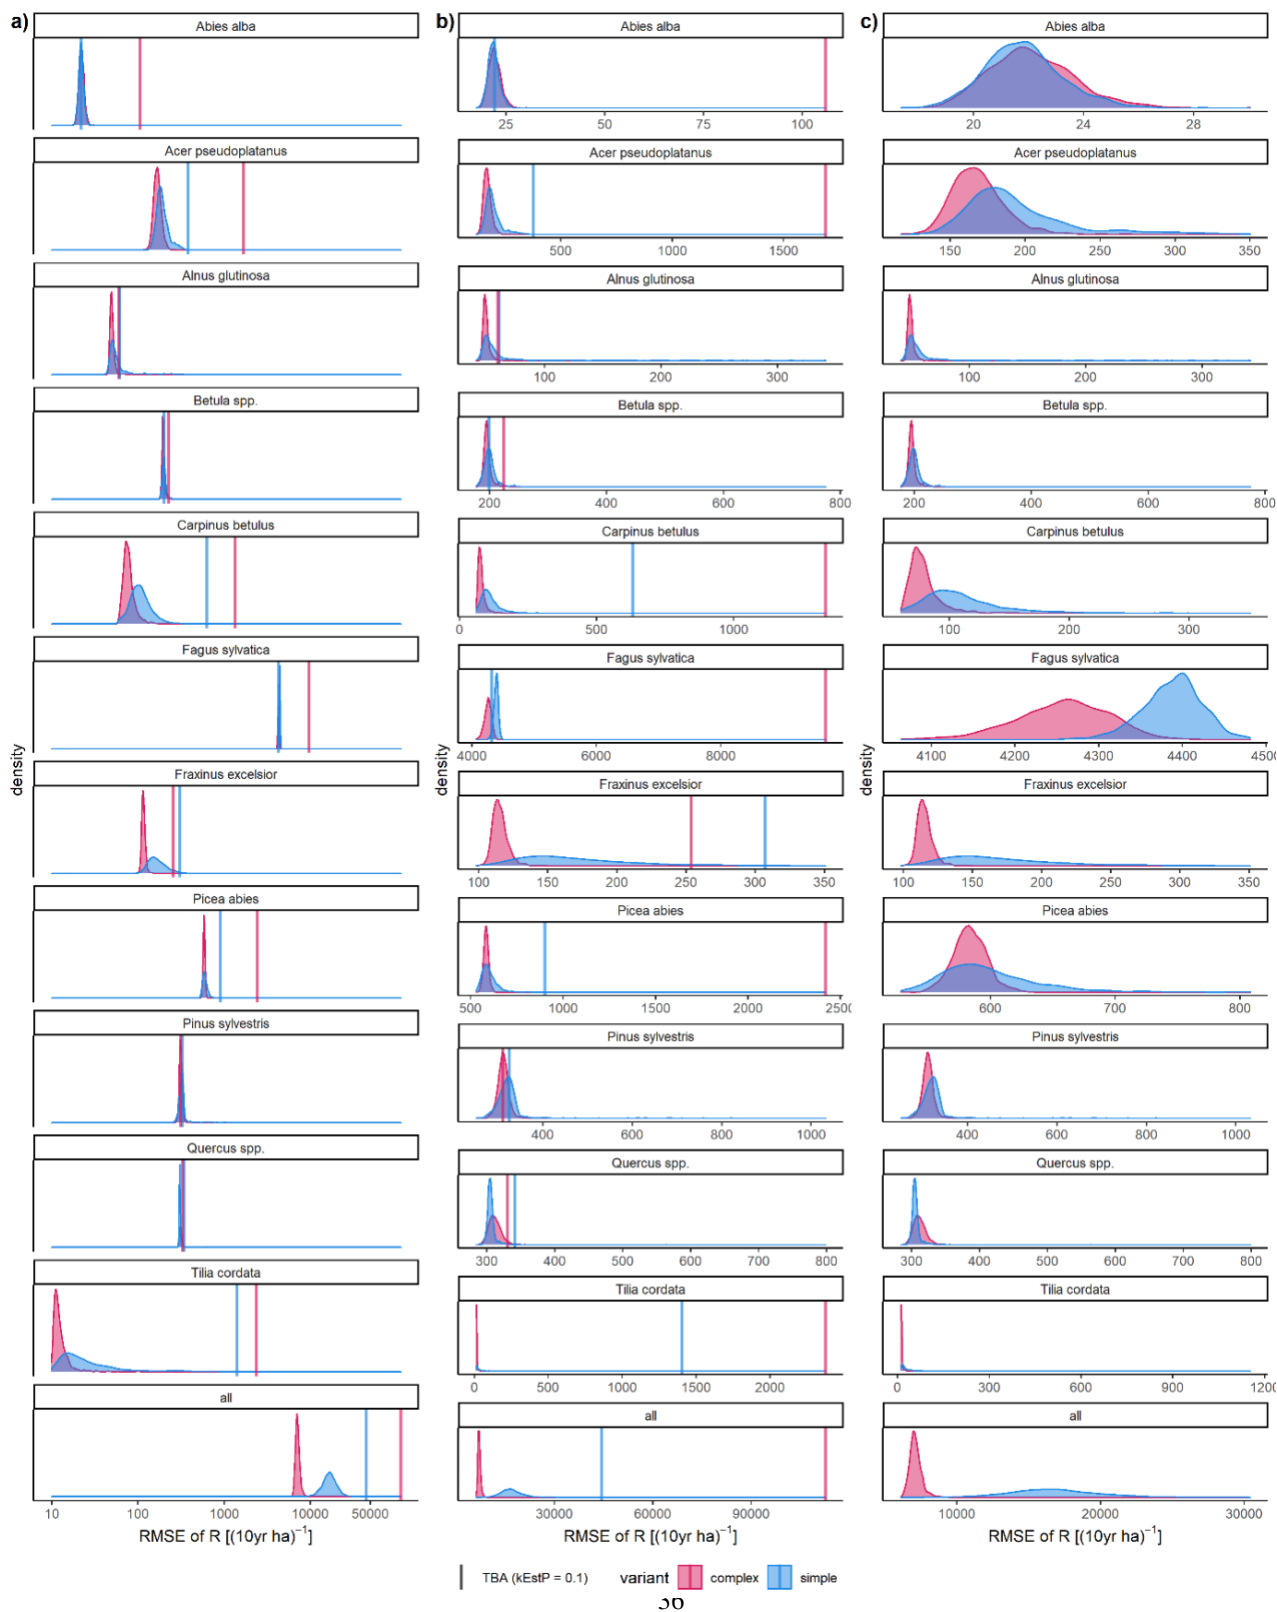 a) b) c)
Abies alba Abies alba Abies alba
25 50 75 100 20 24 28
Acer pseudoplatanus Acer pseudoplatanus Acer pseudoplatanus
500 1000 1500 150 200 250 300 350
Alnus glutinosa Alnus glutinosa Alnus glutinosa
100 200 300 100 200 300
Betula spp. Betula spp. Betula spp.
200 400 600 800 200 400 600 800
Carpinus betulus Carpinus betulus Carpinus betulus
0 500 1000 100 200 300
Fagus sylvatica Fagus sylvatica Fagus sylvatica
4000 6000 8000 4100 4200 4300 4400 4500
density density
Fraxinus excelsior Fraxinus excelsior Fraxinus excelsior
100 150 200 250 300 350 100 150 200 250 300 350
Picea abies Picea abies Picea abies
500 1000 1500 2000 2500 600 700 800
Pinus sylvestris Pinus sylvestris Pinus sylvestris
400 600 800 1000 400 600 800 1000
Quercus spp. Quercus spp. Quercus spp.
300 400 500 600 700 800 300 400 500 600 700 800
Tilia cordata Tilia cordata Tilia cordata
0 500 1000 1500 2000 0 300 600 900 1200
all all all
10 100 1000 10000 50000 30000 60000 90000 10000 20000 30000
RMSE of R [(10yr ha)⁻¹] RMSE of R [(10yr ha)⁻¹] RMSE of R [(10yr ha)⁻¹]
TBA (kEstP = 0.1) variant complex simple